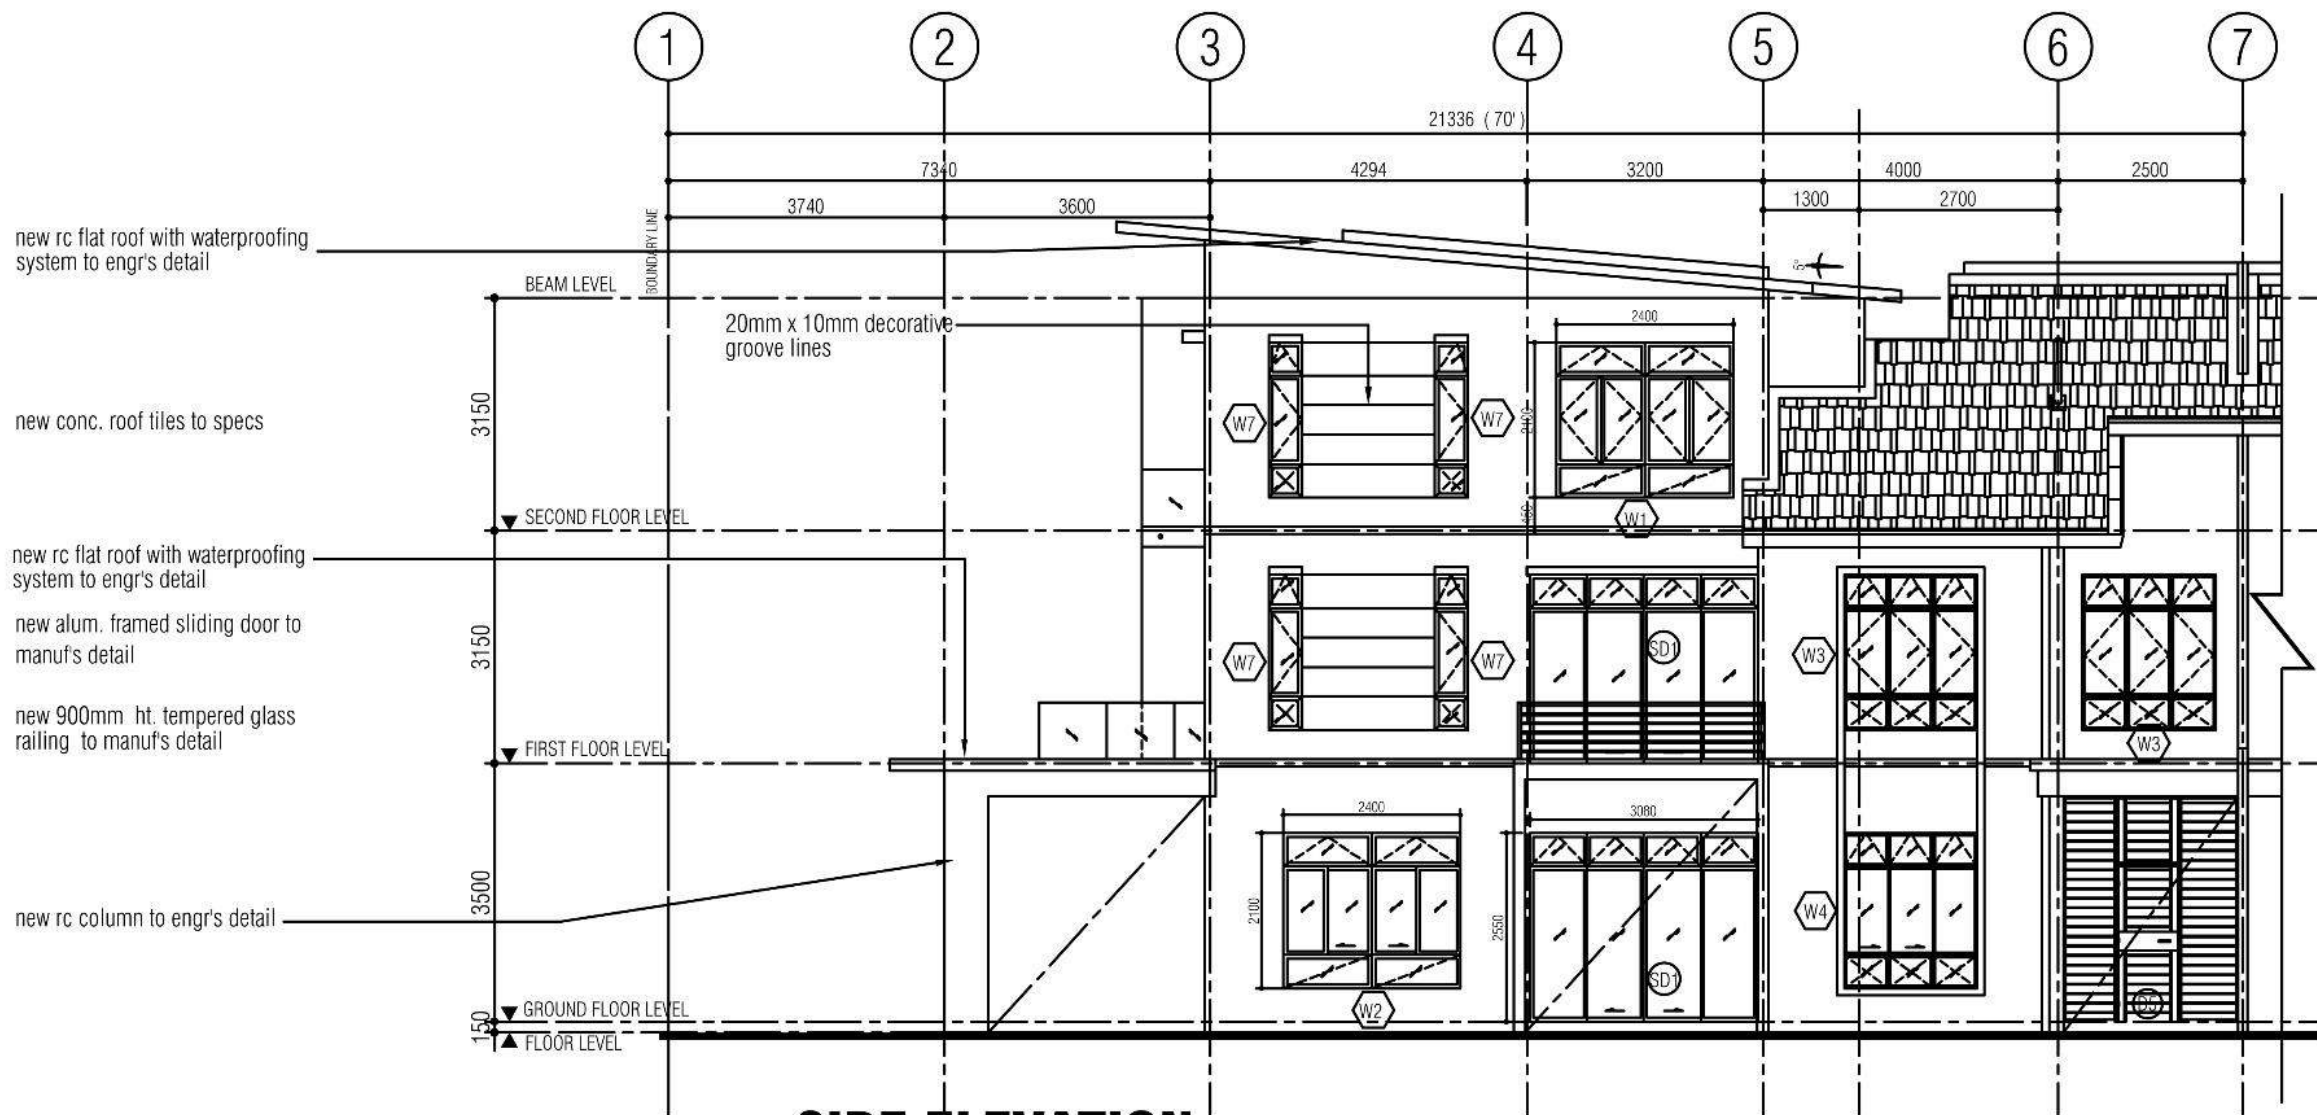 1
2
3
4
5
6
7
21336 ( 70' )
7340
4294
3200
4000
2500
3740
3600
1300
2700
BOUNDARY LINE
new rc flat roof with waterproofing
system to engr's detail
5°
BEAM LEVEL
20mm x 10mm decorative
groove lines
2400
3150
new conc. roof tiles to specs
W7
W7
2100
450
W1
SECOND FLOOR LEVEL
new rc flat roof with waterproofing
system to engr's detail
new alum. framed sliding door to
manuf's detail
3150
W7
W7
SD1
W3
W3
new 900mm ht. tempered glass
railing to manuf's detail
FIRST FLOOR LEVEL
2400
3080
3500
2100
2550
W4
new rc column to engr's detail
SD1
W2
D5
GROUND FLOOR LEVEL
150
FLOOR LEVEL
SIDE ELEVATION